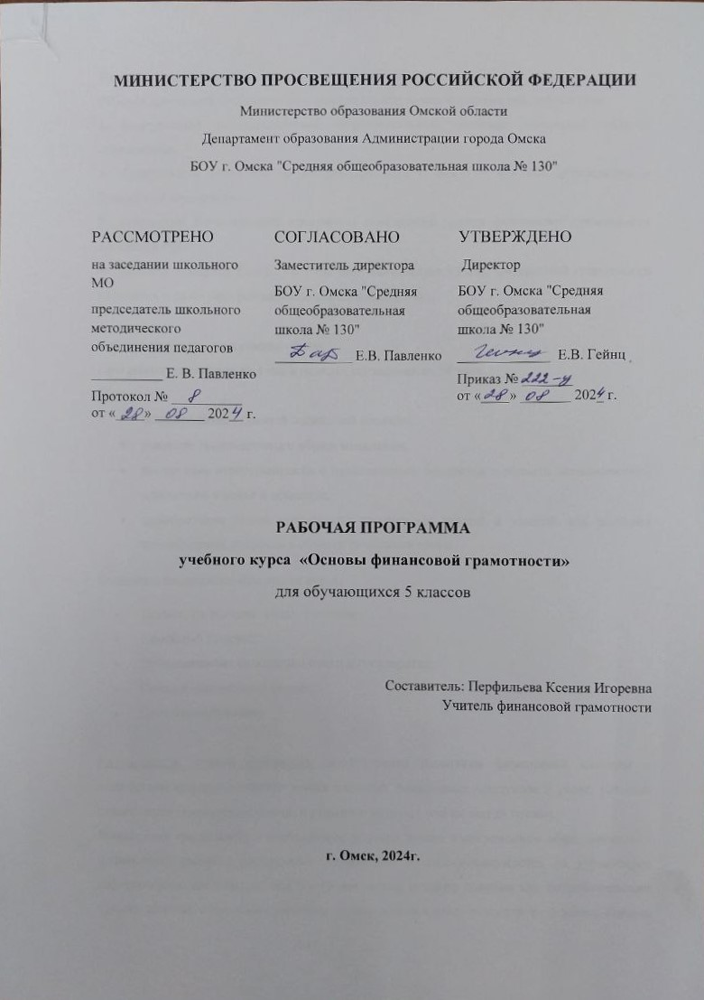 МИНИСТЕРСТВО ПРОСВЕЩЕНИЯ РОССИЙСКОЙ ФЕДЕРАЦИИ
Министерство образования Омской области
Департамент образования Администрации города Омска
БОУ г. Омска "Средняя общеобразовательная школа № 130"
РАССМОТРЕНО
на заседании школьного
МО
председатель школьного
методического
объединения педагогов
__________ Е. В. Павленко
Протокол № 8
от «28» 08 2024 г.
СОГЛАСОВАНО
Заместитель директора
БОУ г. Омска "Средняя
общеобразовательная
школа № 130"
Е.В. Павленко
УТВЕРЖДЕНО
Директор
БОУ г. Омска "Средняя
общеобразовательная
школа № 130"
Е.В. Гейнц
Приказ № 222-у
от «28» 08 2024 г.
РАБОЧАЯ ПРОГРАММА
учебного курса «Основы финансовой грамотности»
для обучающихся 5 классов
Составитель: Перфильева Ксения Игоревна
Учитель финансовой грамотности
г. Омск, 2024г.